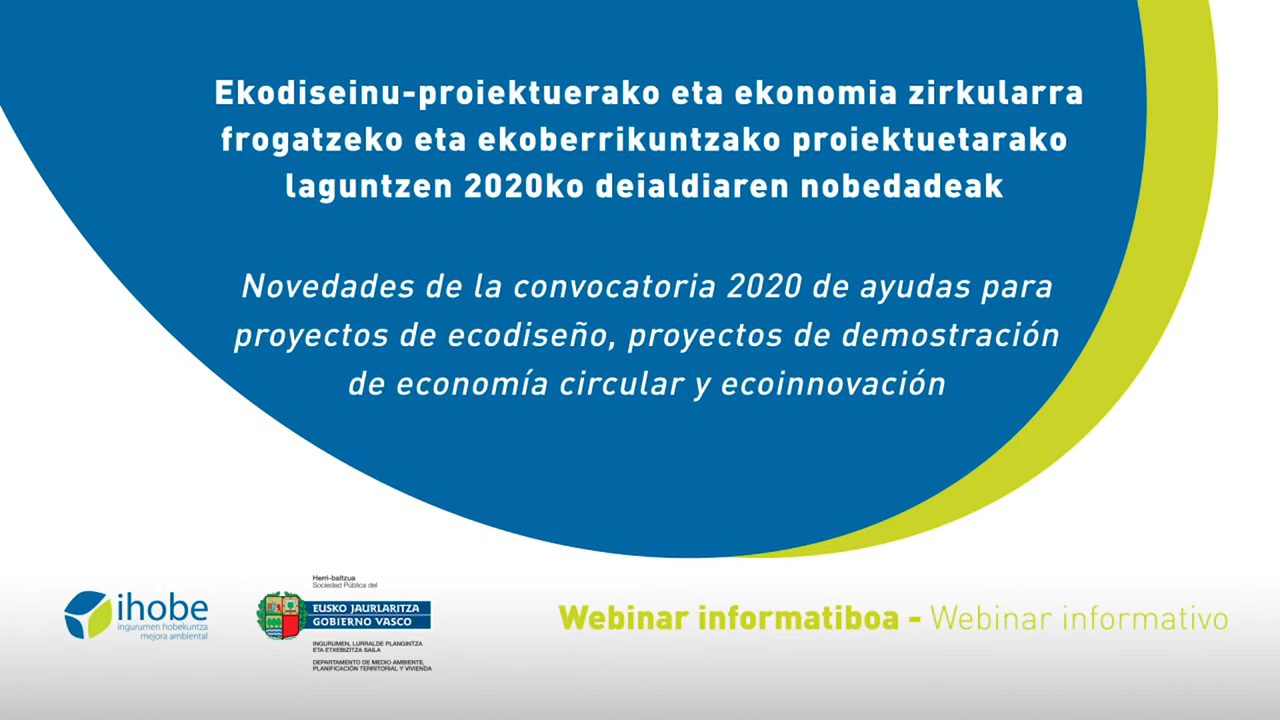 Ekodiseinu-proiektuerako eta ekonomia zirkularra
frogatzeko eta ekoberrikuntzako proiektuetarako
laguntzen 2020ko deialdiaren nobedadeak
Novedades de la convocatoria 2020 de ayudas para
proyectos de ecodiseño, proyectos de demostración
de economía circular y ecoinnovación
ihobe
ingurumen hobekuntza
mejora ambiental
Herri-baltzua
Sociedad Pública del
EUSKO JAURLARITZA
GOBIERNO VASCO
INGURUMEN, LURRALDE PLANGINTZA
ETA ETXEBIZITZA SAILA
DEPARTAMENTO DE MEDIO AMBIENTE,
PLANIFICACIÓN TERRITORIAL Y VIVIENDA
Webinar informatiboa - Webinar informativo